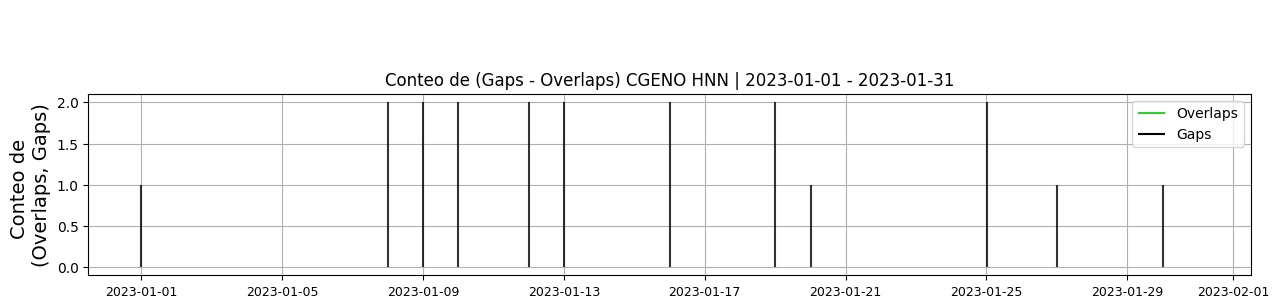 Conteo de (Gaps - Overlaps) CGENO HNN | 2023-01-01 - 2023-01-31
Conteo de
(Overlaps, Gaps)
2.0
1.5
1.0
0.5
0.0
Overlaps
Gaps
2023-01-01 2023-01-05 2023-01-09 2023-01-13 2023-01-17 2023-01-21 2023-01-25 2023-01-29 2023-02-01